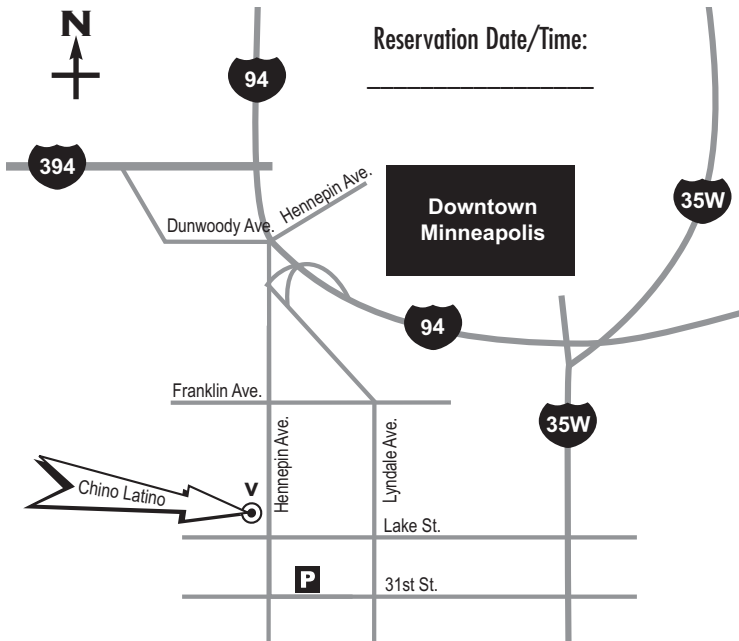 N
Reservation Date/Time:
94
394
35W
Hennepin Ave.
Dunwoody Ave.
Downtown
Minneapolis
94
Franklin Ave.
35W
Hennepin Ave.
Lyndale Ave.
Chino Latino
V
Lake St.
P
31st St.